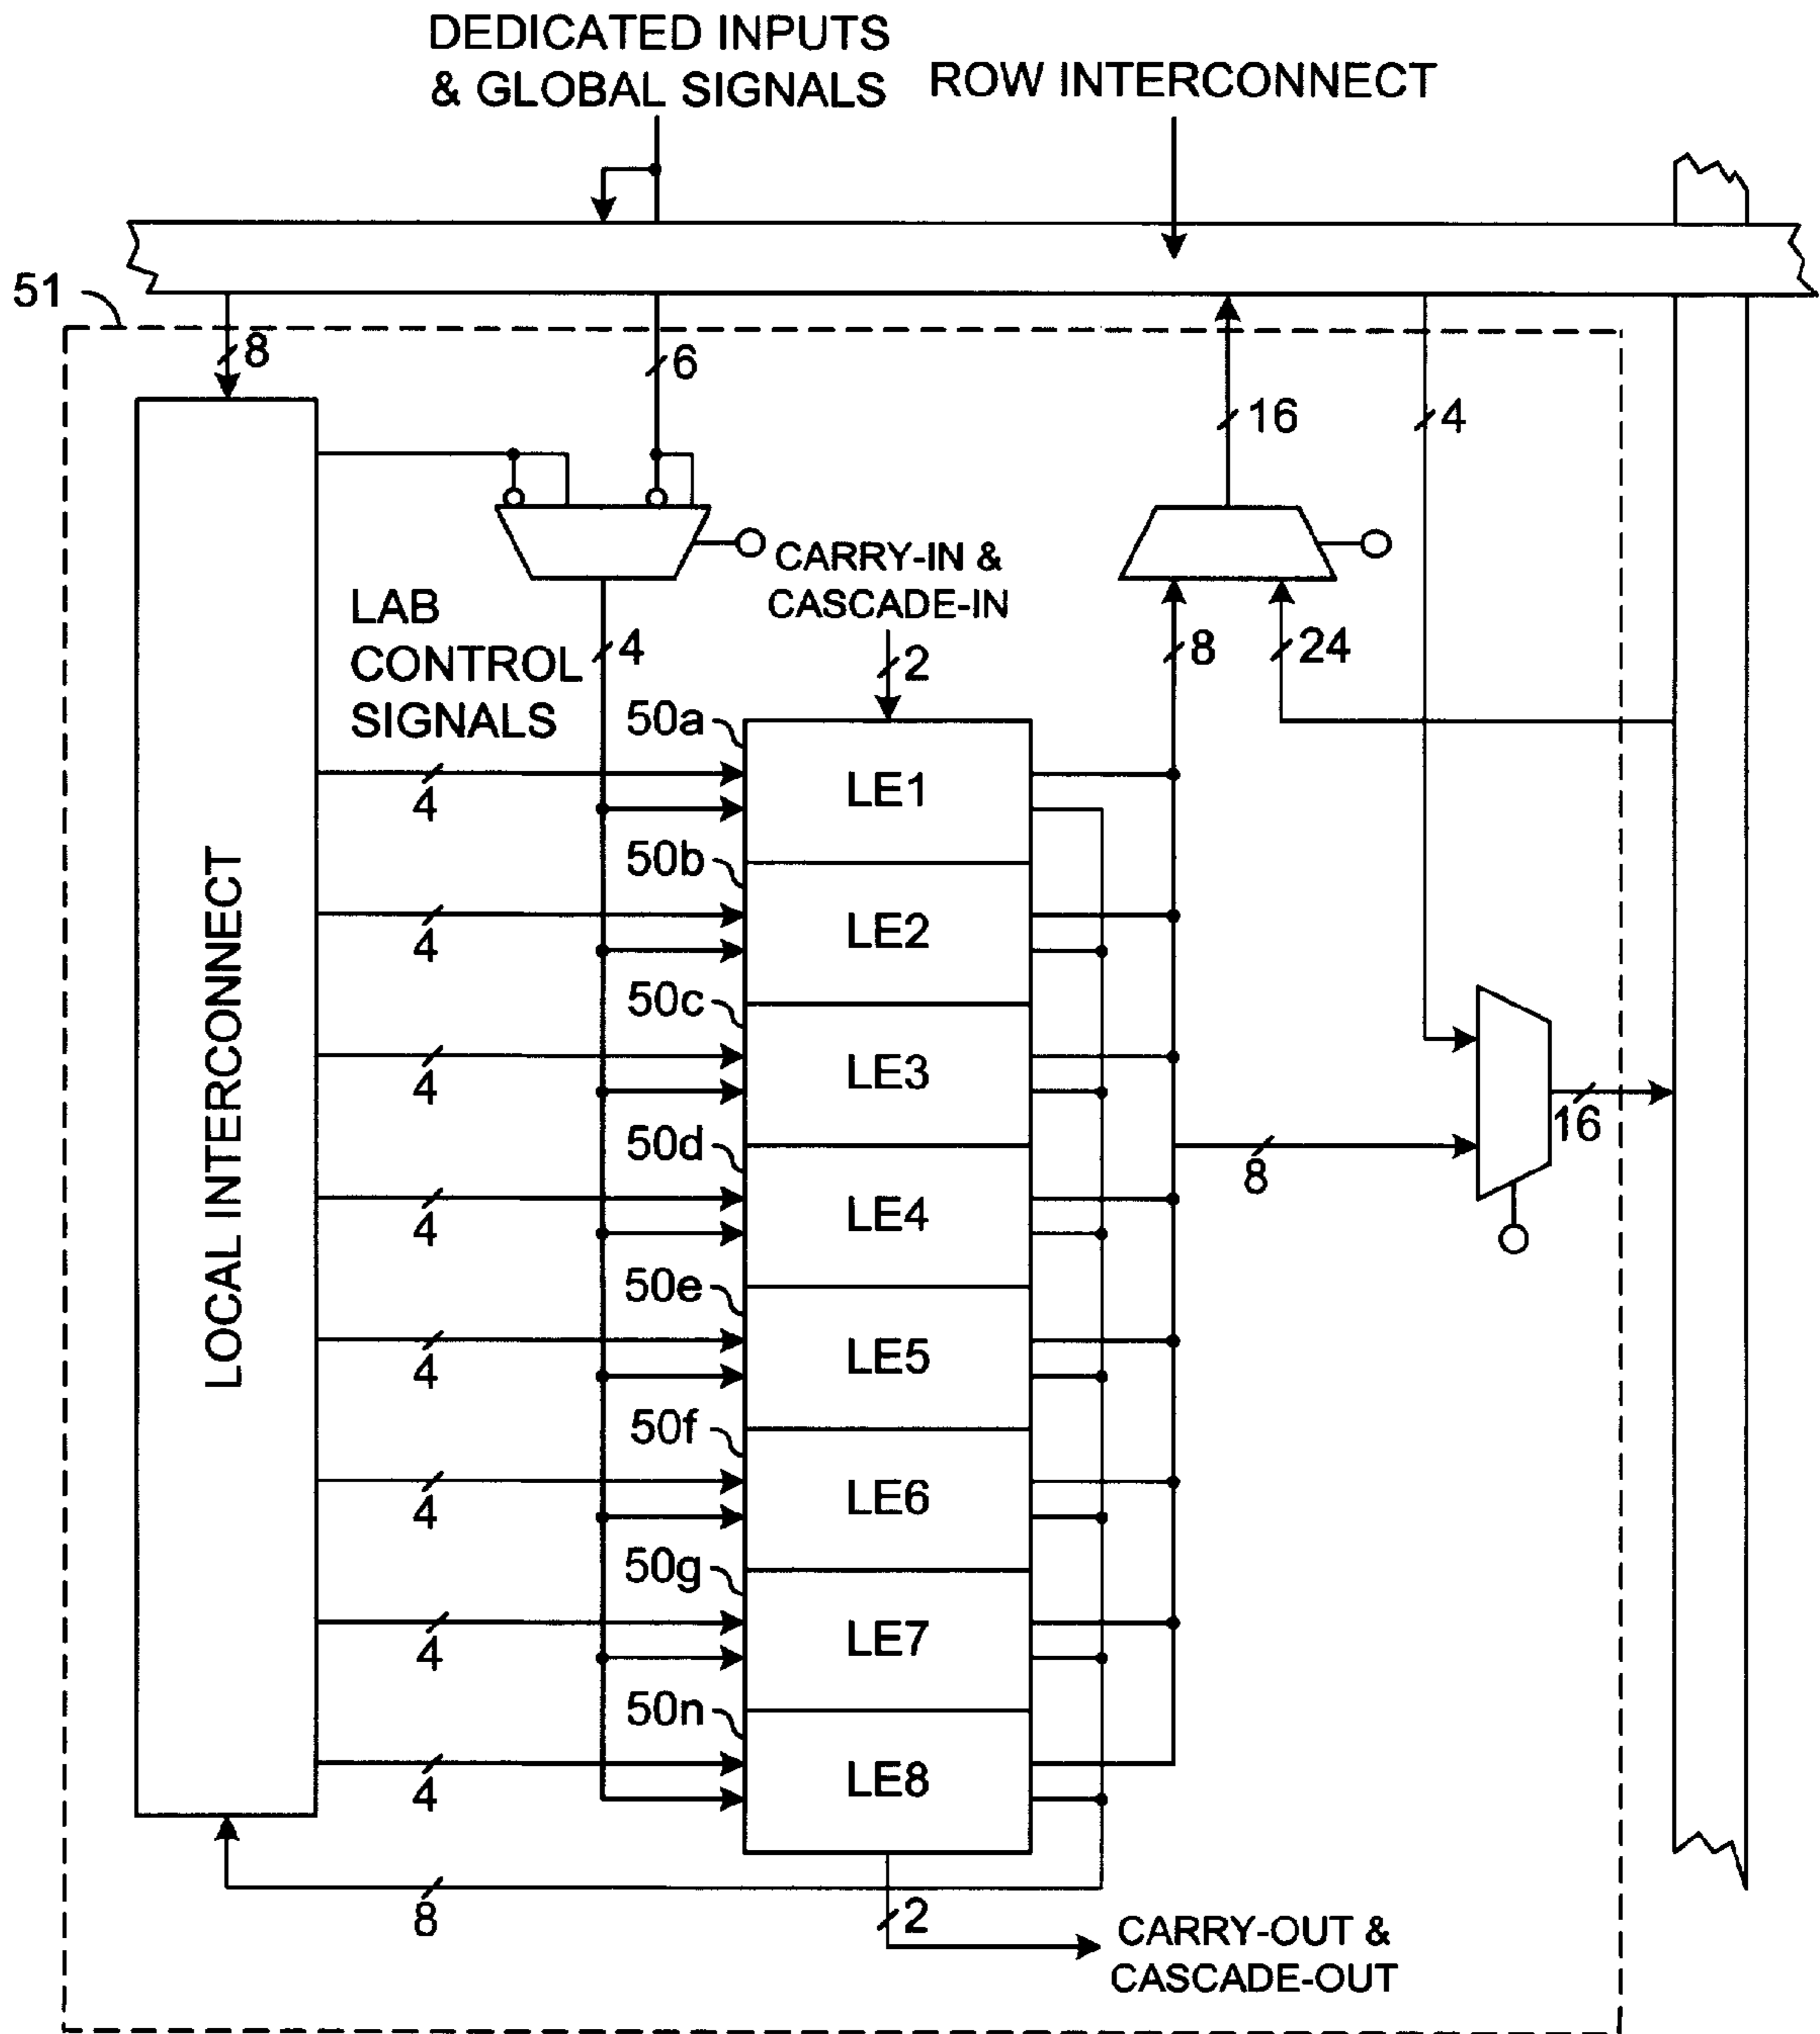 DEDICATED INPUTS
& GLOBAL SIGNALS
ROW INTERCONNECT
51
8
6
16
4
CARRY-IN &
CASCADE-IN
LAB
CONTROL
SIGNALS
4
2
8
24
LOCAL INTERCONNECT
50a
4
LE1
50b
4
LE2
50c
4
LE3
16
50d
4
LE4
8
50e
4
LE5
50f
4
LE6
50g
4
LE7
50n
4
LE8
8
2
CARRY-OUT &
CASCADE-OUT